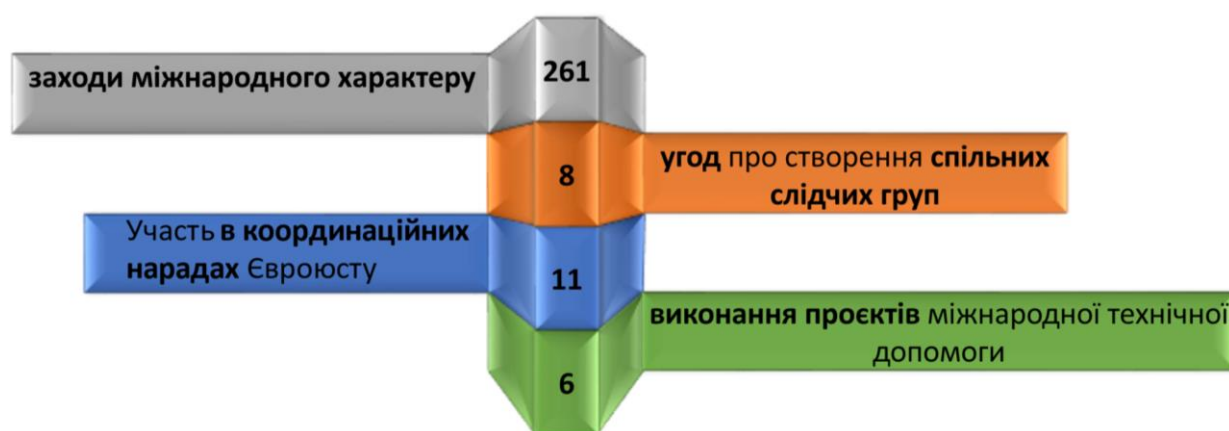 заходи міжнародного характеру
261
8
угод про створення спільних
слідчих груп
Участь в координаційних
нарадах Євроюсту
11
виконання проєктів міжнародної технічної
допомоги
6